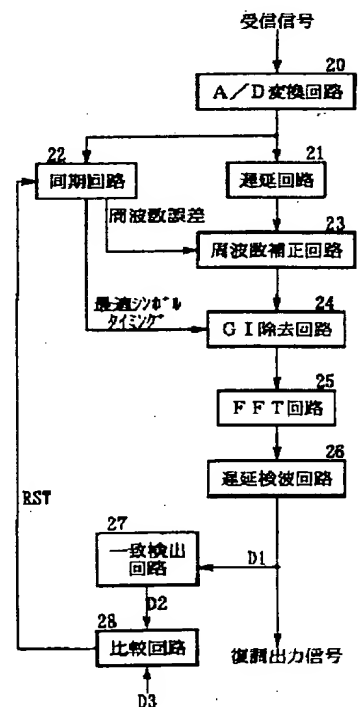 受信信号
20
A/D変換回路
22
同期回路
21
遅延回路
周波数誤差
23
周波数補正回路
最適シンボル
タイミング
24
GI除去回路
25
FFT回路
26
遅延検波回路
RST
27
一致検出
回路
D1
D2
28
比較回路
復調出力信号
D3